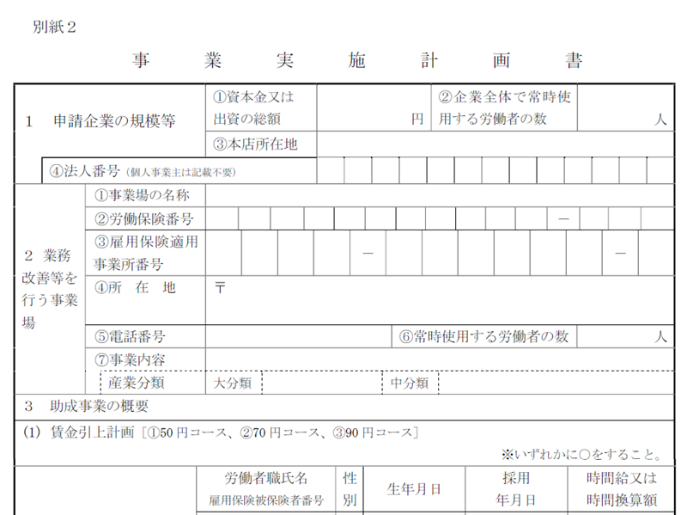 別紙２
事業実施計画書
１　申請企業の規模等
①資本金又は
出資の総額
円
②企業全体で常時使
用する労働者の数
人
③本店所在地
④法人番号（個人事業主は記載不要）
２ 業務
改善等を
行う事業
場
①事業場の名称
②労働保険番号
－
③雇用保険適用
事業所番号
－
－
④所　在　地
〒
⑤電話番号
⑥常時使用する労働者の数
人
⑦事業内容
産業分類
大分類
中分類
３　助成事業の概要
(1) 賃金引上計画［①50 円コース、②70 円コース、③90 円コース］
※いずれかに○をすること。
労働者職氏名
雇用保険被保険者番号
性
別
生年月日
採用
年月日
時間給又は
時間換算額